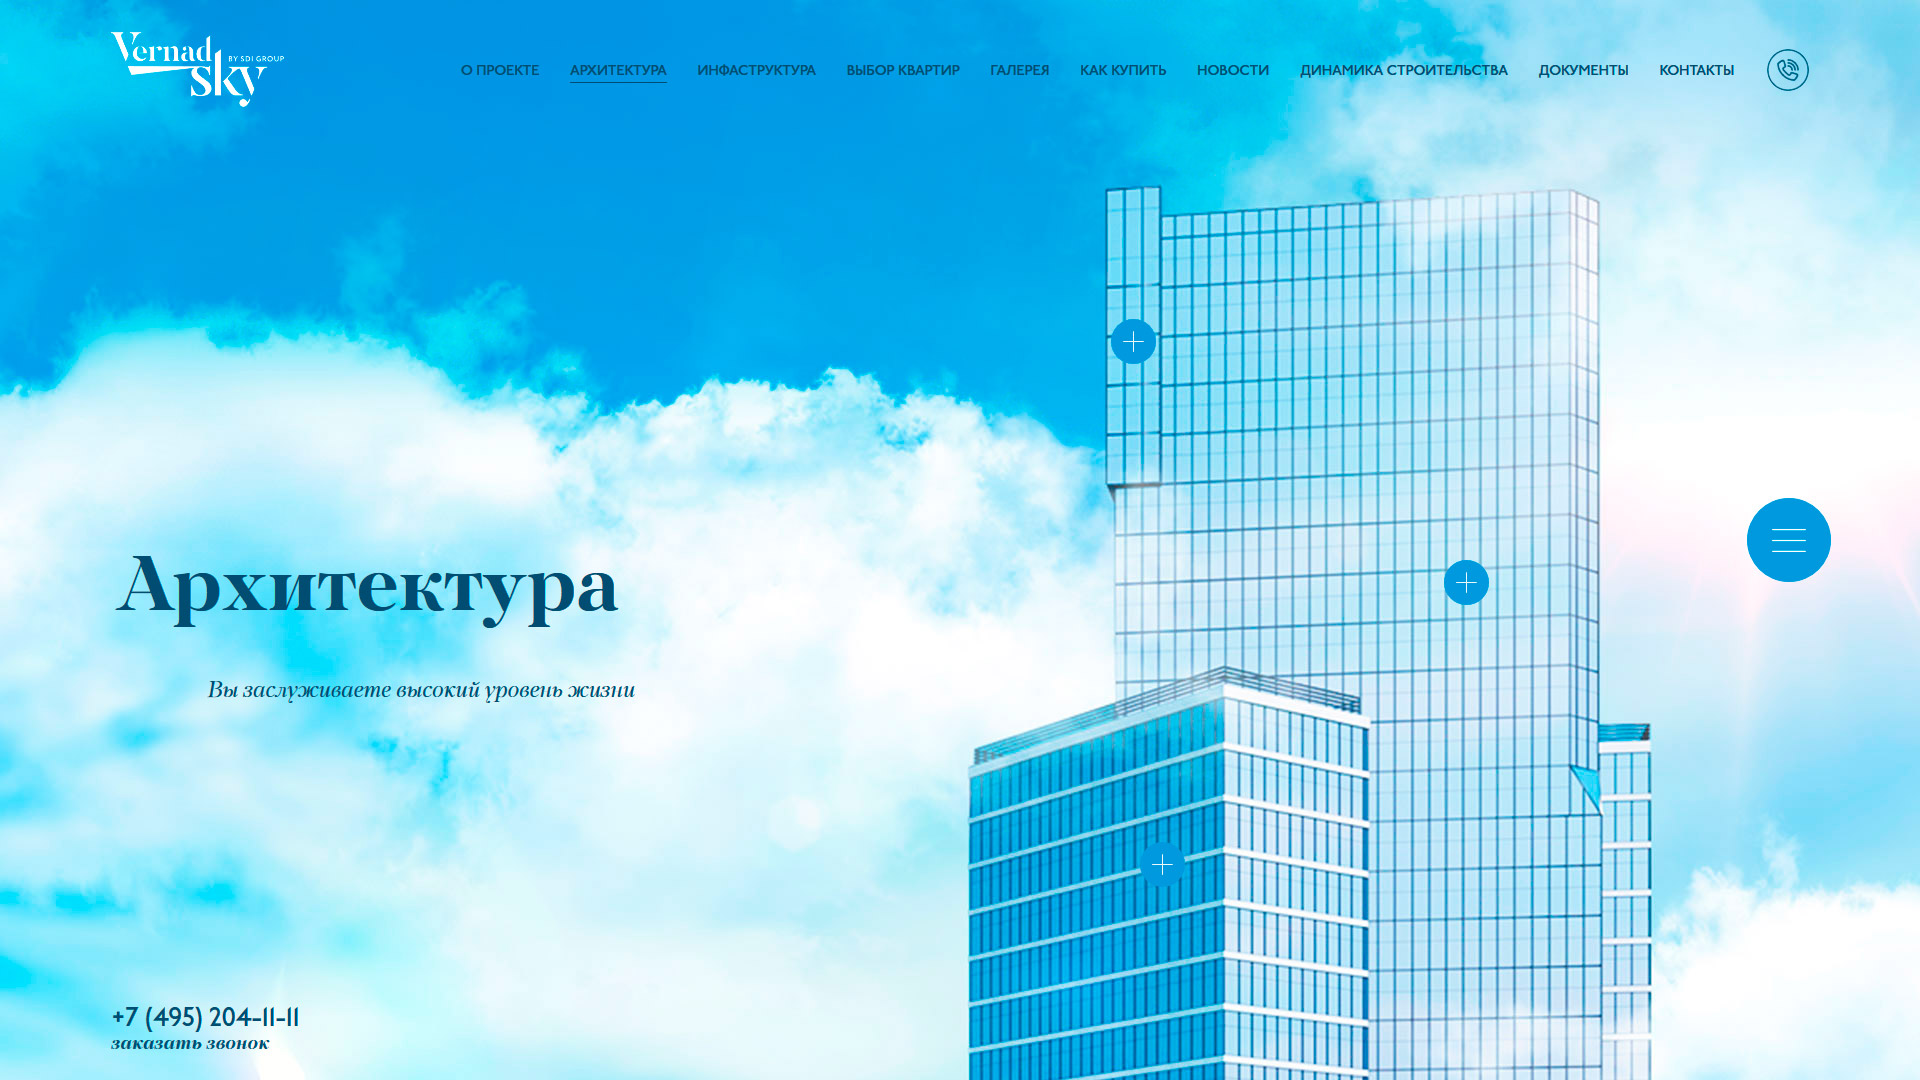 Vernad
sky
BY SDI GROUP
О ПРОЕКТЕ
АРХИТЕКТУРА
ИНФАСТРУКТУРА
ВЫБОР КВАРТИР
ГАЛЕРЕЯ
КАК КУПИТЬ
НОВОСТИ
ДИНАМИКА СТРОИТЕЛЬСТВА
ДОКУМЕНТЫ
КОНТАКТЫ
Архитектура
Вы заслуживаете высокий уровень жизни
+7 (495) 204-11-11
заказать звонок